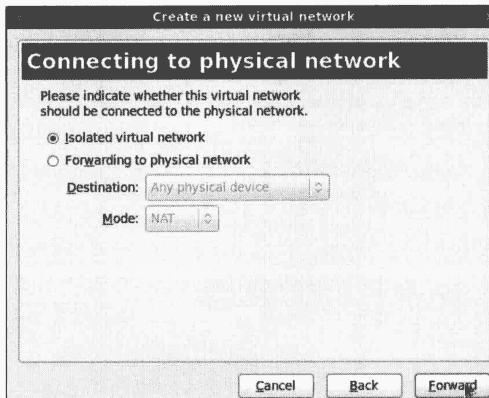 Create a new virtual network
Connecting to physical network
Please indicate whether this virtual network
should be connected to the physical network.
Isolated virtual network
Forwarding to physical network
Destination: Any physical device
Mode: NAT
Cancel Back Forward